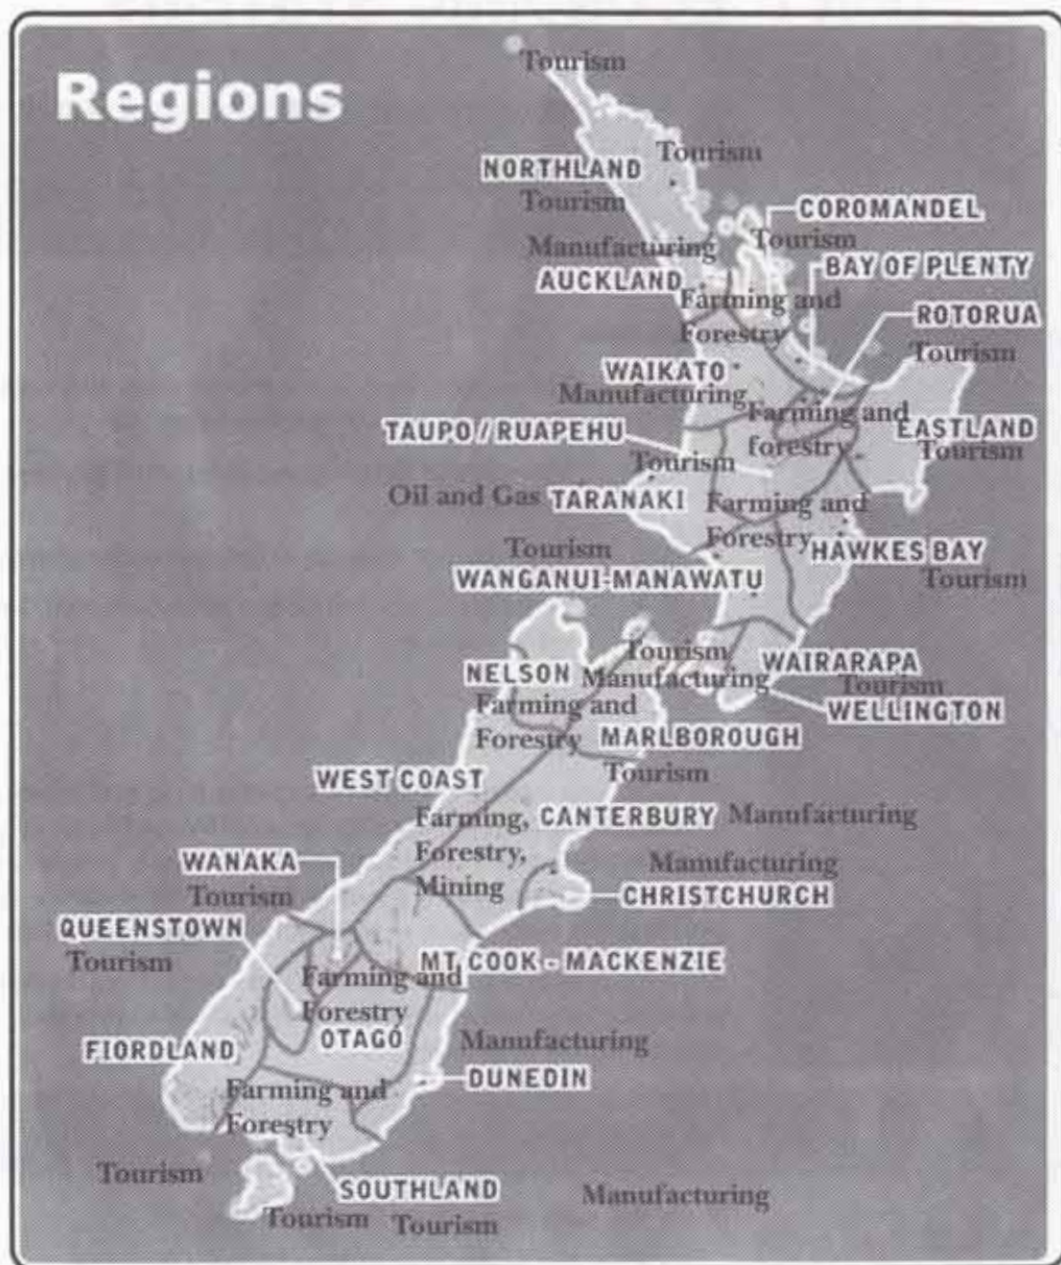 Regions
Tourism
Tourism
NORTHLAND
Tourism
COROMANDEL
Manufacturing
Tourism
BAY OF PLENTY
AUCKLAND
Farming and
Forestry
ROTORUA
Tourism
WAIKATO
Manufacturing
Farming and
forestry
EASTLAND
Tourism
TAUPO / RUAPEHU
Tourism
Oil and Gas
TARANAKI
Farming and
Forestry
Tourism
HAWKES BAY
Tourism
WANGANUI-MANAWATU
Tourism
WAIRARAPA
NELSON
Manufacturing
Tourism
WELLINGTON
Farming and
Forestry
MARLBOROUGH
Tourism
WEST COAST
Farming,
Forestry,
Mining
CANTERBURY
Manufacturing
WANAKA
Tourism
Manufacturing
CHRISTCHURCH
QUEENSTOWN
Tourism
MT COOK - MACKENZIE
Farming and
Forestry
OTAGO
FIORDLAND
Manufacturing
DUNEDIN
Farming and
Forestry
Tourism
SOUTHLAND
Manufacturing
Tourism
Tourism